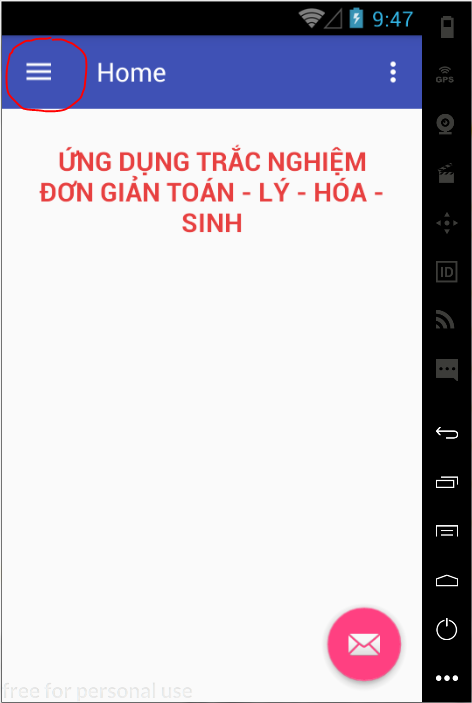 9:47
Home
ỨNG DỤNG TRẮC NGHIỆM
ĐƠN GIẢN TOÁN - LÝ - HÓA -
SINH
free for personal use
GPS
ID